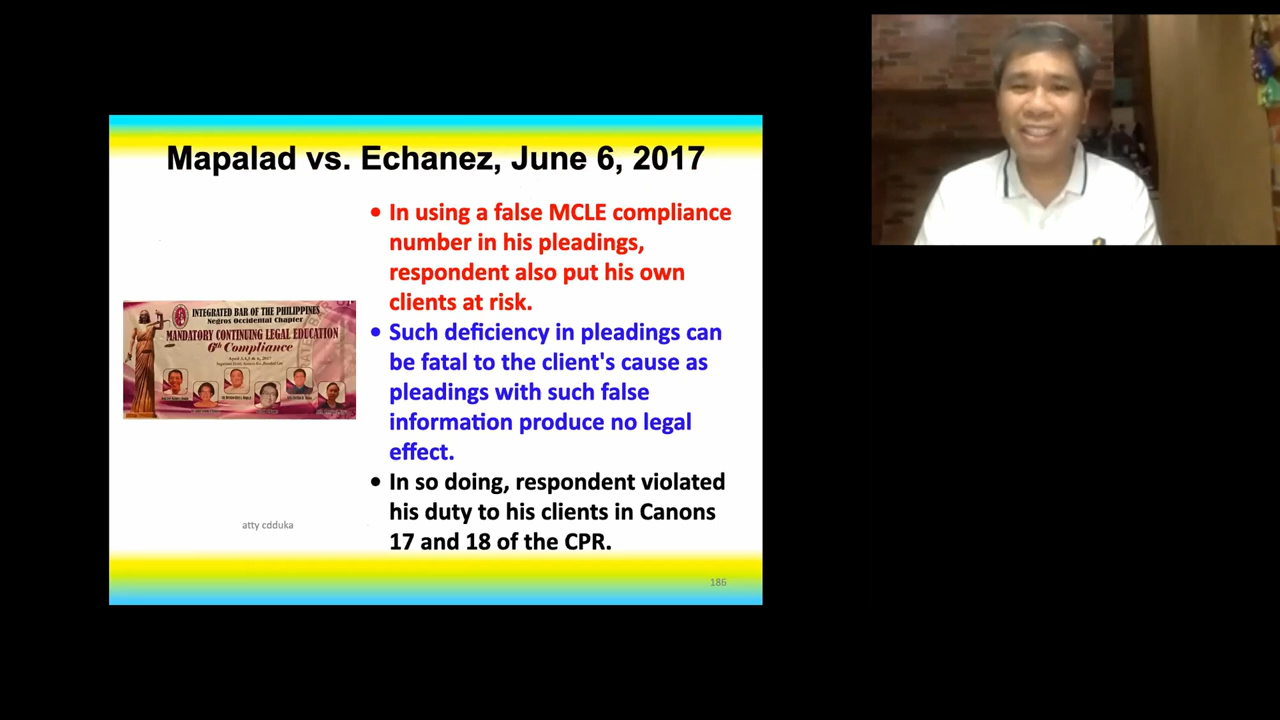 Mapalad vs. Echanez, June 6, 2017
• In using a false MCLE compliance
number in his pleadings,
respondent also put his own
clients at risk.
• Such deficiency in pleadings can
be fatal to the client's cause as
pleadings with such false
information produce no legal
effect.
• In so doing, respondent violated
his duty to his clients in Canons
17 and 18 of the CPR.
INTEGRATED BAR OF THE PHILIPPINES
Negros Occidental Chapter
MANDATORY CONTINUING LEGAL EDUCATION
6th Compliance
atty cdduka
186